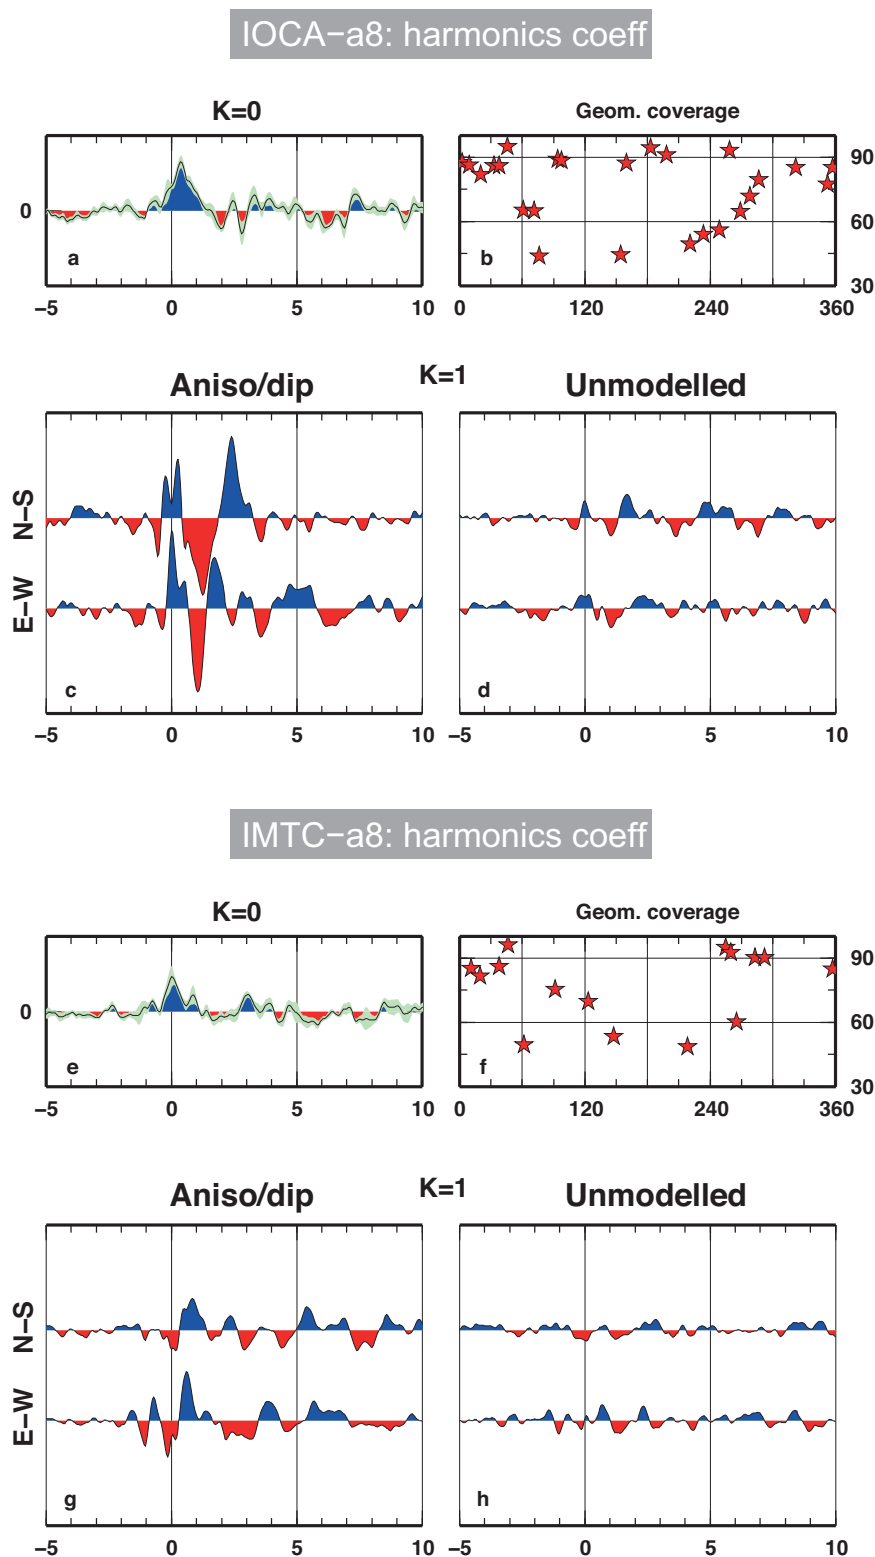 IOCA−a8: harmonics coeff
K=0
Geom. coverage
0
a
b
90
60
30
−5 0 5 10
0 120 240 360
Aniso/dip K=1 Unmodelled
N−S
E−W
c
d
−5 0 5 10
−5 0 5 10
IMTC−a8: harmonics coeff
K=0
Geom. coverage
0
e
f
90
60
30
−5 0 5 10
0 120 240 360
Aniso/dip K=1 Unmodelled
N−S
E−W
g
h
−5 0 5 10
−5 0 5 10